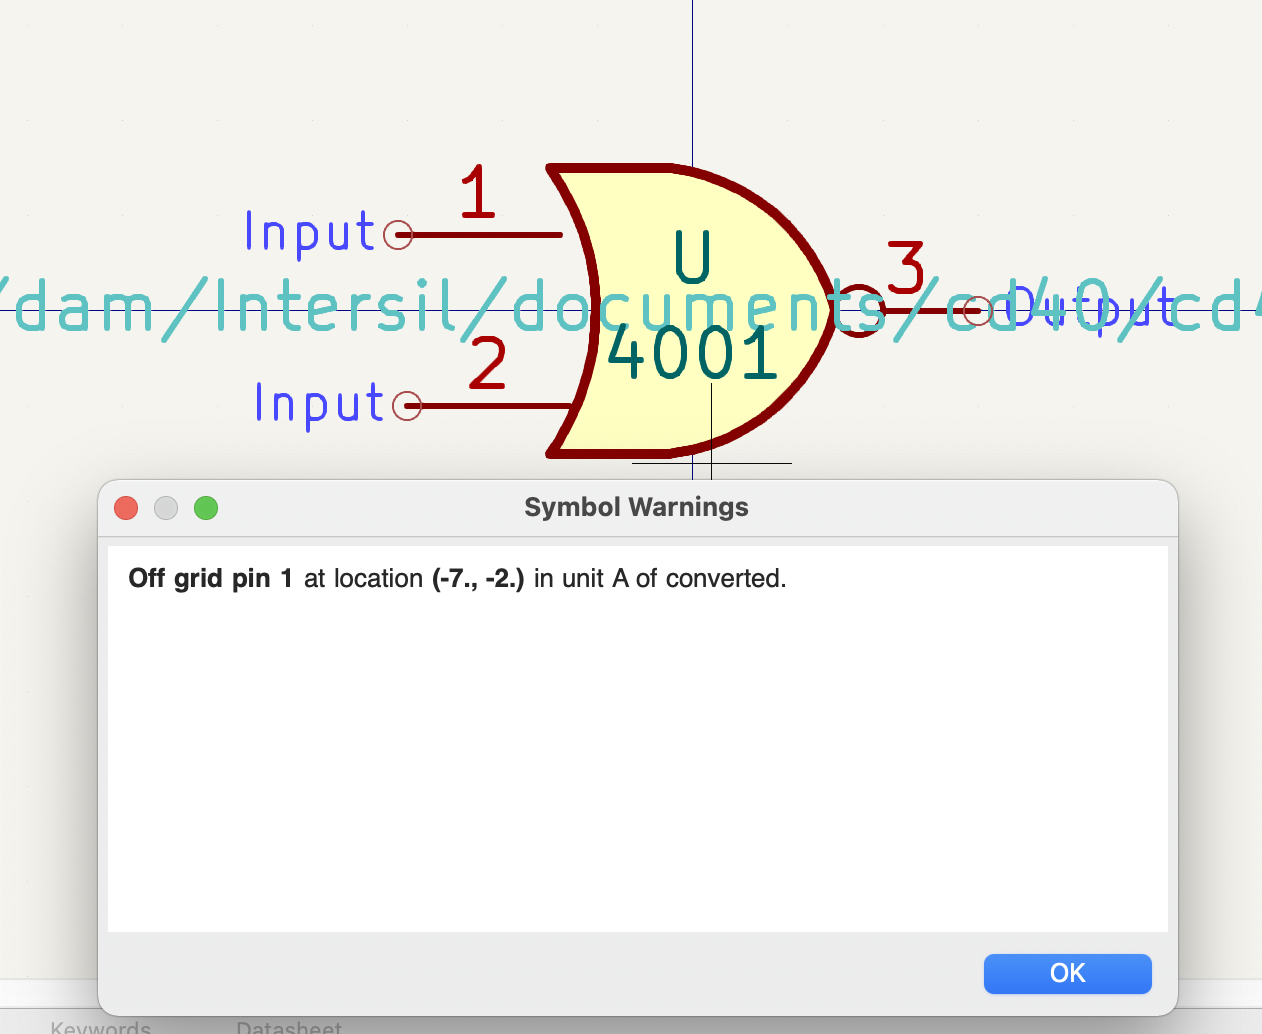 1
Input
U
3
/dam/Intersil/documents/cd40/cd4
Output
4001
2
Input
Symbol Warnings
Off grid pin 1 at location (-7., -2.) in unit A of converted.
OK
Keywords
Datasheet